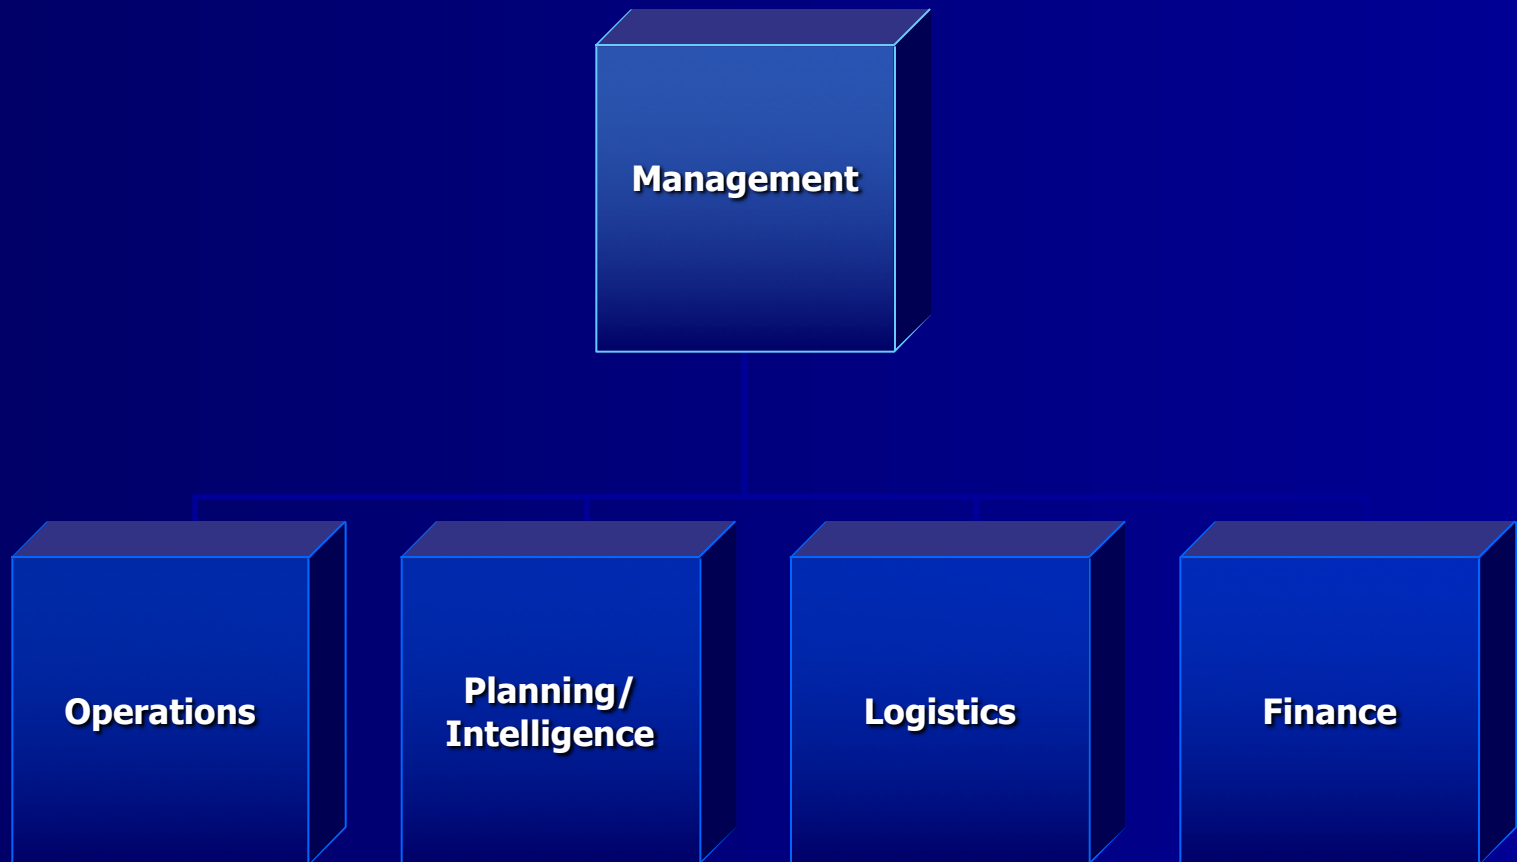 Management
Operations
Planning/
Intelligence
Logistics
Finance